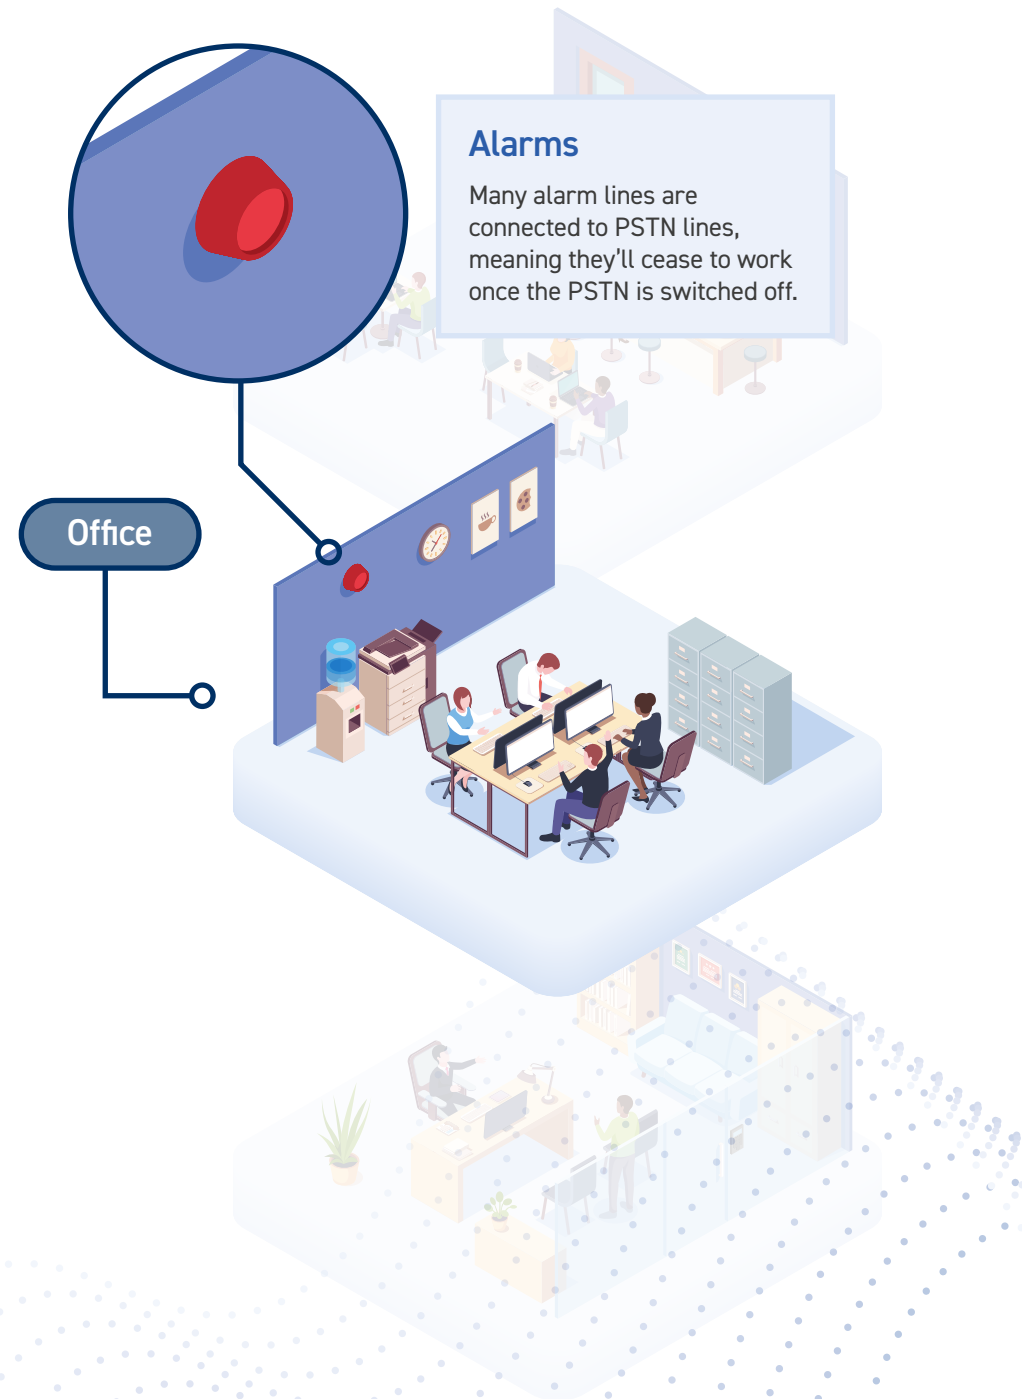 Alarms
Many alarm lines are
connected to PSTN lines,
meaning they'll cease to work
once the PSTN is switched off.
Office